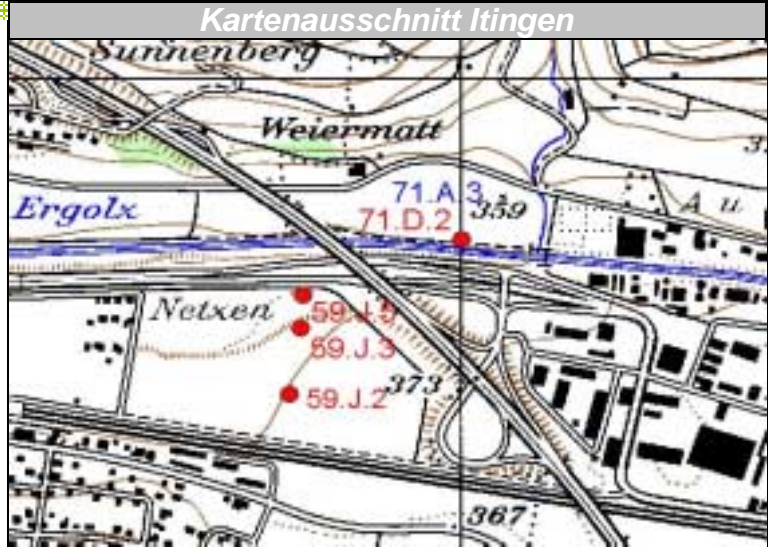 Kartenausschnitt Itingen
Sunnenberg
Weiermatt
Ergolx
71.A.3
359
A u
71.D.2
Netxen
59.J.5
59.J.3
59.J.2
373
367